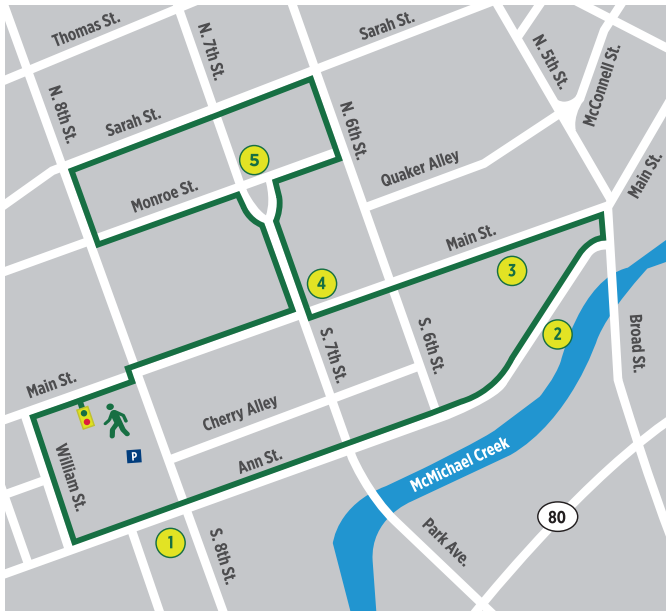 Thomas St.
N. 7th St.
Sarah St.
N. 5th St.
McConnell St.
N. 8th St.
Sarah St.
N. 6th St.
5
Quaker Alley
Main St.
Monroe St.
Main St.
3
4
2
Broad St.
S. 7th St.
S. 6th St.
Main St.
Cherry Alley
William St.
P
Ann St.
McMichael Creek
80
1
S. 8th St.
Park Ave.